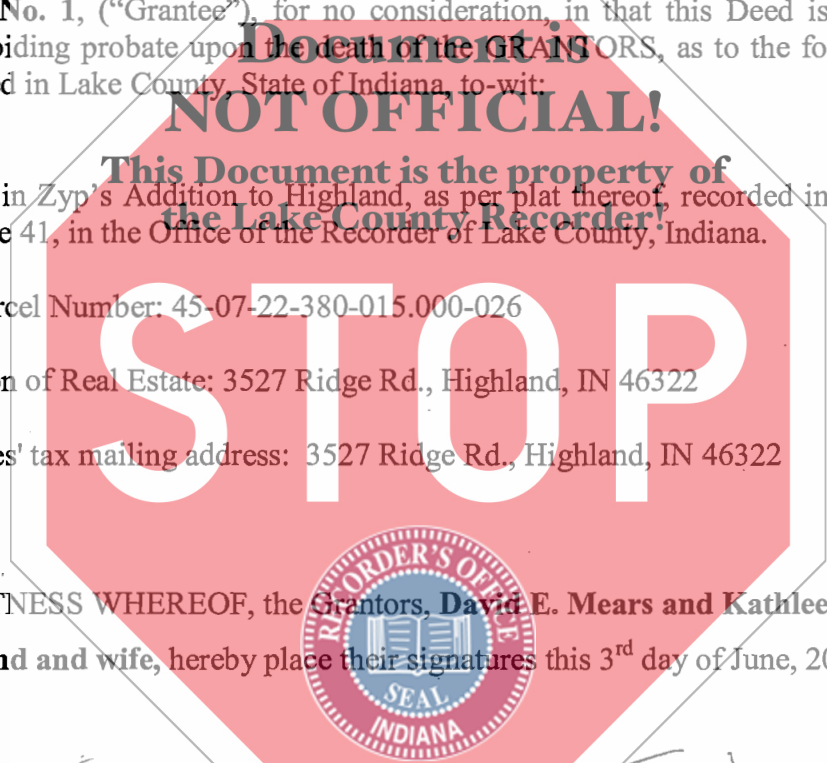 No. 1, (“Grantee”), for no consideration, in that this Deed is
iding probate upon the death of the GRANTORS, as to the fo
d in Lake County, State of Indiana, to-wit:
Document is
NOT OFFICIAL!
This Document is the property of
the Lake County Recorder!
in Zyp's Addition to Highland, as per plat thereof, recorded in
e 41, in the Office of the Recorder of Lake County, Indiana.
rcel Number: 45-07-22-380-015.000-026
n of Real Estate: 3527 Ridge Rd., Highland, IN 46322
es' tax mailing address: 3527 Ridge Rd., Highland, IN 46322
STOP
TNESS WHEREOF, the Grantors, David E. Mears and Kathlee
nd and wife, hereby place their signatures this 3rd day of June, 20
RECORDER'S OFFICE
SEAL
INDIANA